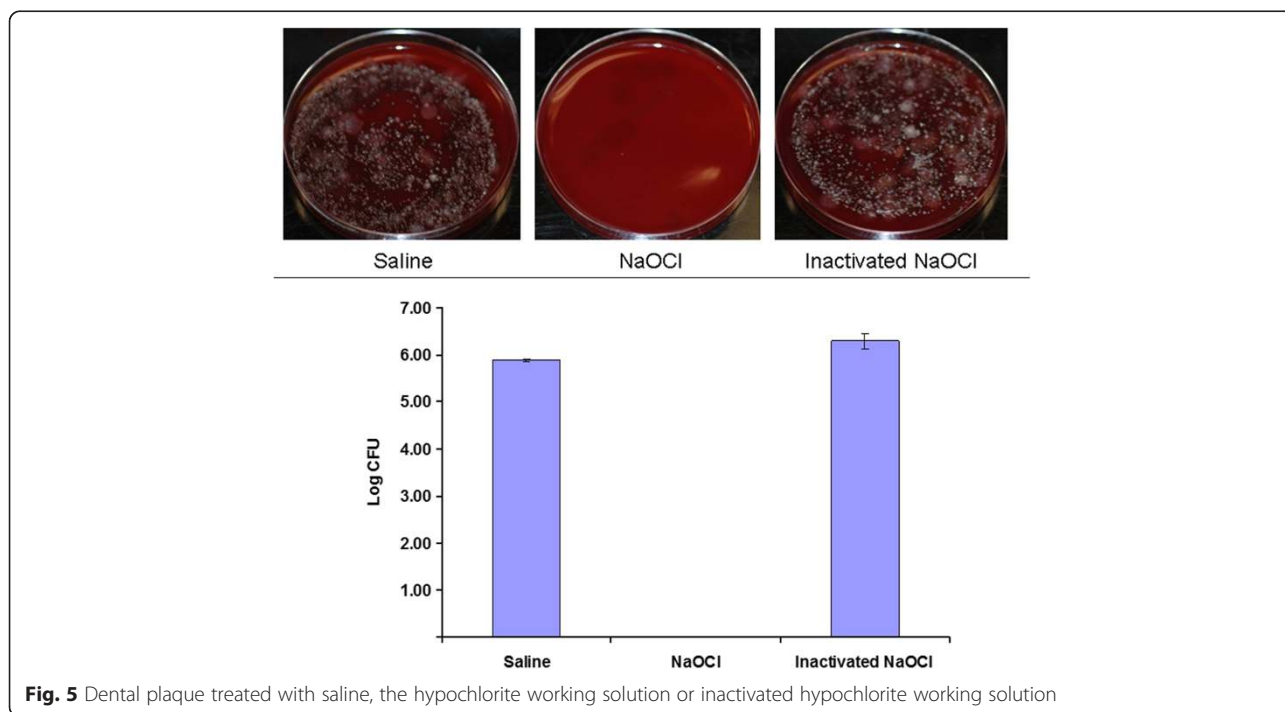 Saline NaOCl Inactivated NaOCl
7.00
6.00
5.00
4.00
3.00
2.00
1.00
Log CFU
Saline NaOCl Inactivated NaOCl
Fig. 5 Dental plaque treated with saline, the hypochlorite working solution or inactivated hypochlorite working solution